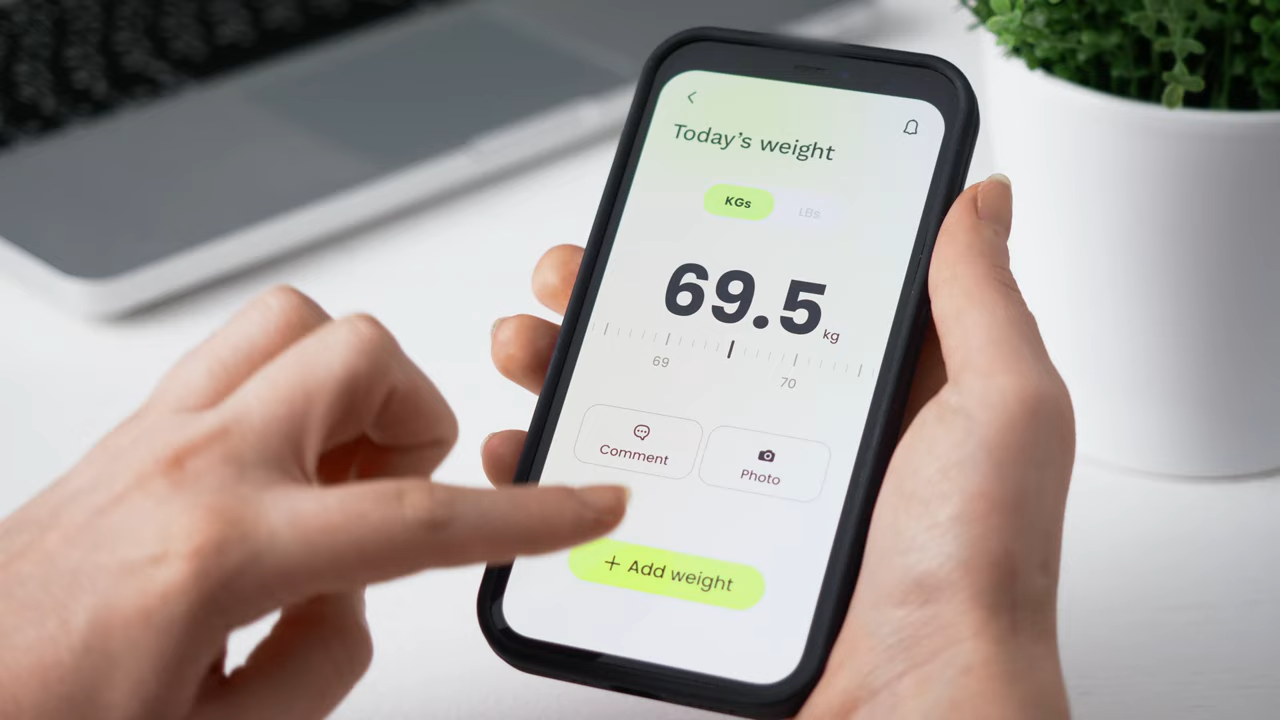 Today's weight
KGs LBs
69.5 kg
69 70
Comment Photo
+ Add weight